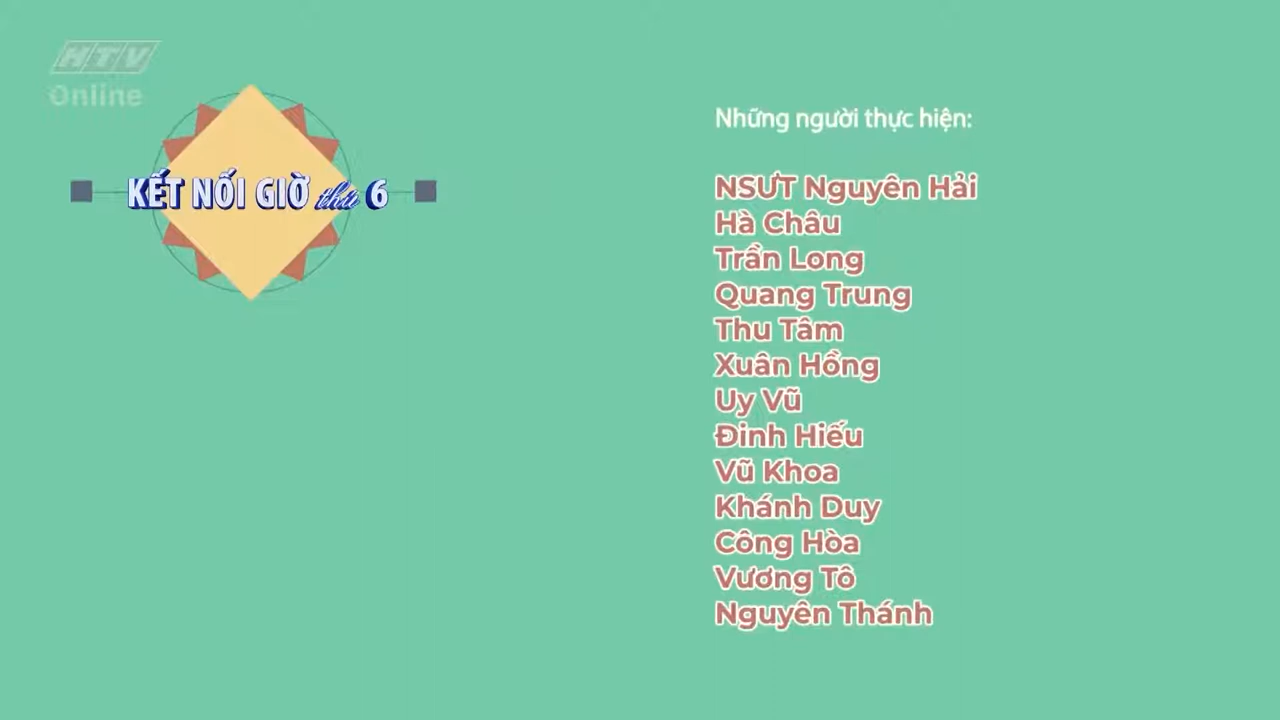 HTV
Online
KẾT NỐI GIỜ thứ 6
Những người thực hiện:
NSƯT Nguyên Hải
Hà Châu
Trần Long
Quang Trung
Thu Tâm
Xuân Hồng
Uy Vũ
Đinh Hiếu
Vũ Khoa
Khánh Duy
Công Hòa
Vương Tô
Nguyên Thánh